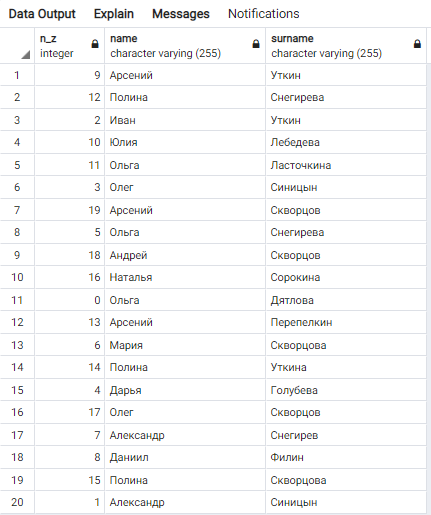 Data Output Explain Messages Notifications
n_z name surname
integer character varying (255) character varying (255)
1 9 Арсений Уткин
2 12 Полина Снегирева
3 2 Иван Уткин
4 10 Юлия Лебедева
5 11 Ольга Ласточкина
6 3 Олег Синицын
7 19 Арсений Скворцов
8 5 Ольга Снегирева
9 18 Андрей Скворцов
10 16 Наталья Сорокина
11 0 Ольга Дятлова
12 13 Арсений Перепелкин
13 6 Мария Скворцова
14 14 Полина Уткина
15 4 Дарья Голубева
16 17 Олег Скворцов
17 7 Александр Снегирев
18 8 Даниил Филин
19 15 Полина Скворцова
20 1 Александр Синицын